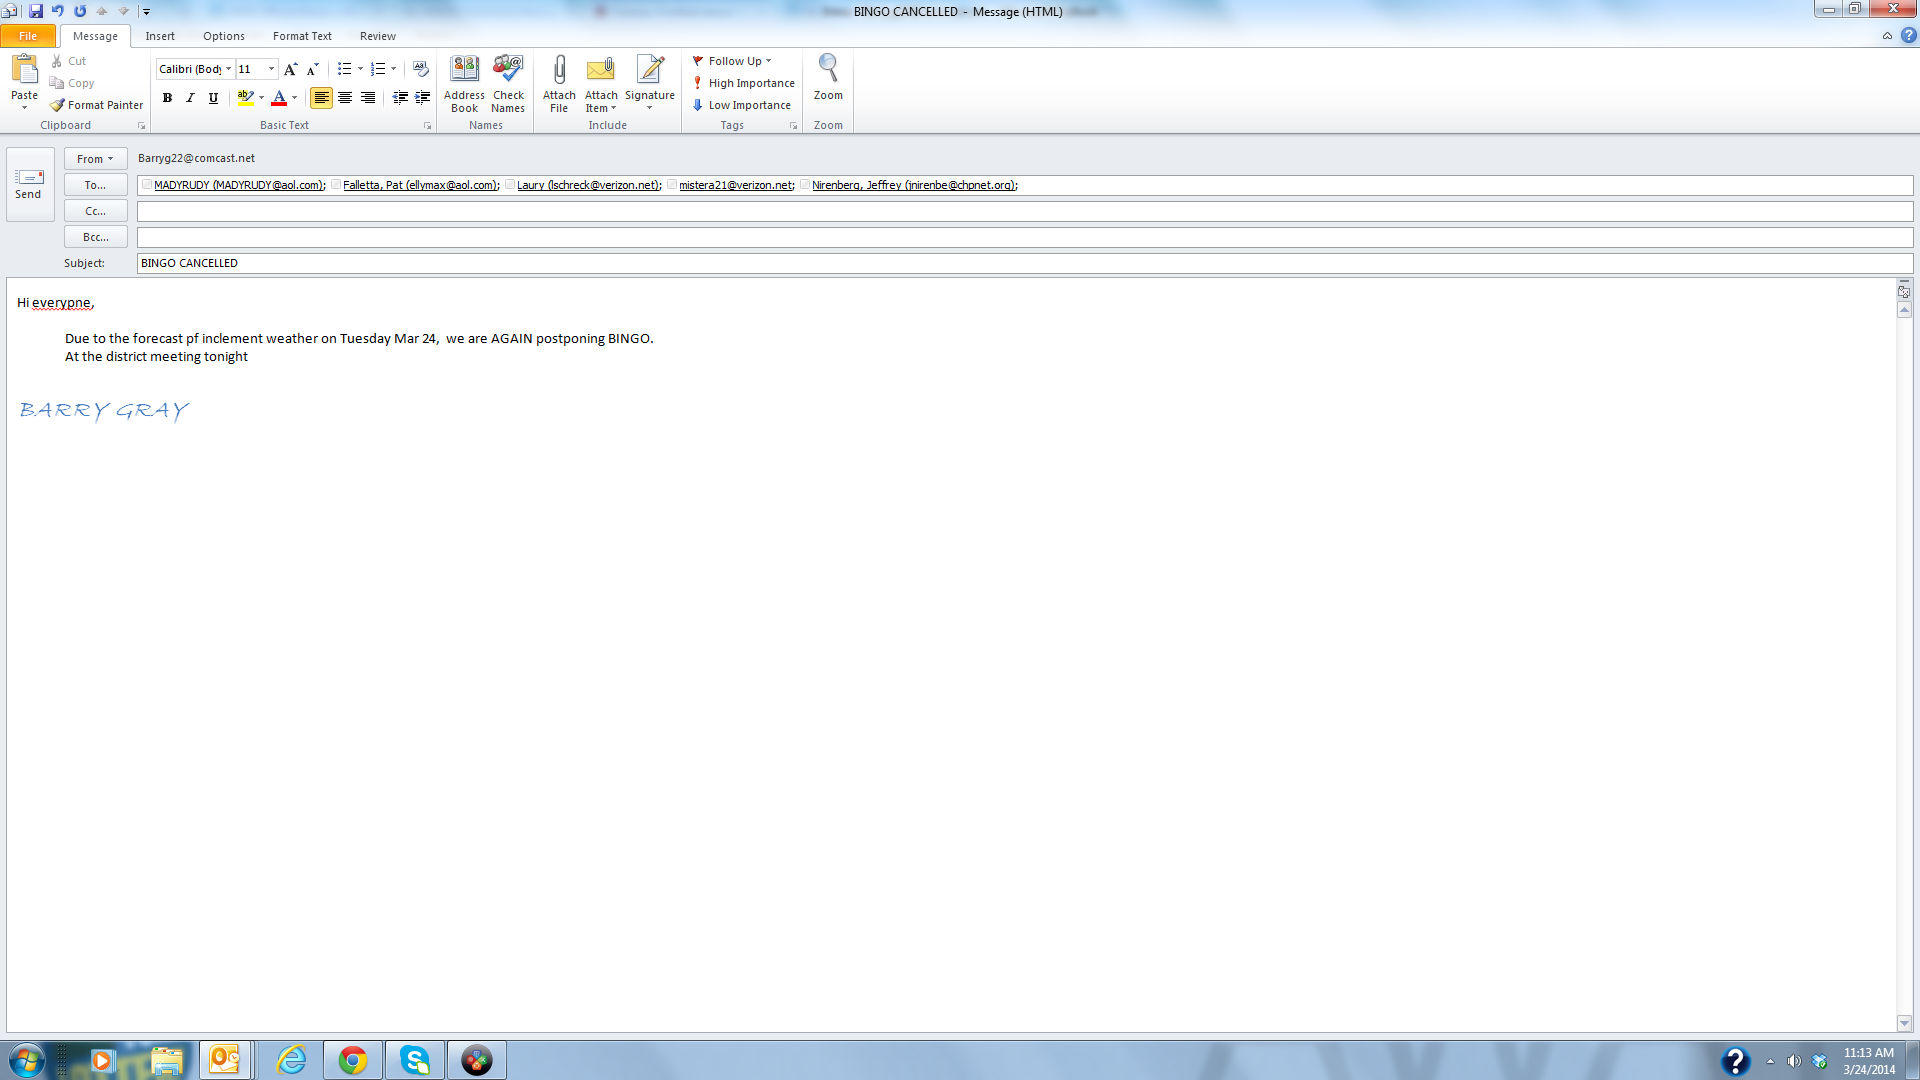 BINGO CANCELLED - Message (HTML)
File Message Insert Options Format Text Review
Paste
Cut
Copy
Format Painter
Clipboard
Calibri (Body 11
B I U
Basic Text
Address Book
Check Names
Names
Attach File
Attach Item
Signature
Include
Follow Up
High Importance
Low Importance
Tags
Zoom
Zoom
Send
From Barryg22@comcast.net
To... MADYRUDY (MADYRUDY@aol.com); Falletta, Pat (ellymax@aol.com); Laury (lschreck@verizon.net); mistera21@verizon.net; Nirenberg, Jeffrey (jnirenbe@chpnet.org);
Cc...
Bcc...
Subject: BINGO CANCELLED
Hi everypne,
Due to the forecast pf inclement weather on Tuesday Mar 24,  we are AGAIN postponing BINGO.
At the district meeting tonight
BARRY GRAY
11:13 AM
3/24/2014